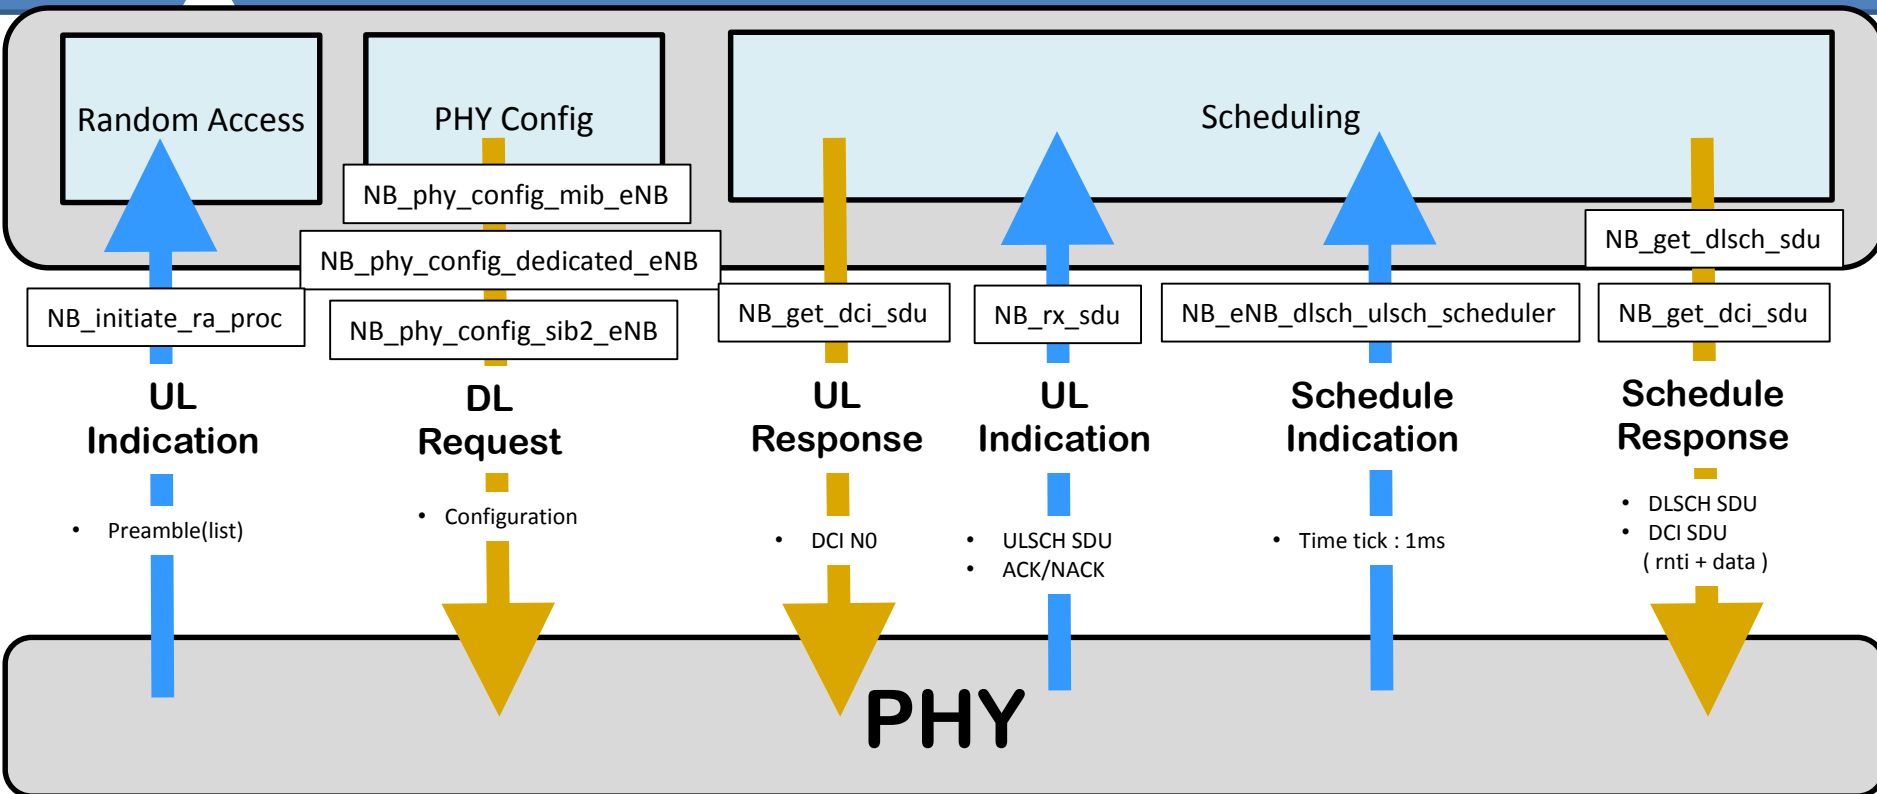 Random Access
PHY Config
Scheduling
NB_phy_config_mib_eNB
NB_phy_config_dedicated_eNB
NB_get_dlsch_sdu
NB_initiate_ra_proc
NB_phy_config_sib2_eNB
NB_get_dci_sdu
NB_rx_sdu
NB_eNB_dlsch_ulsch_scheduler
NB_get_dci_sdu
UL
Indication
DL
Request
UL
Response
UL
Indication
Schedule
Indication
Schedule
Response
• Preamble(list)
• Configuration
• DCI N0
• ULSCH SDU
• ACK/NACK
• Time tick : 1ms
• DLSCH SDU
• DCI SDU
( rnti + data )
PHY